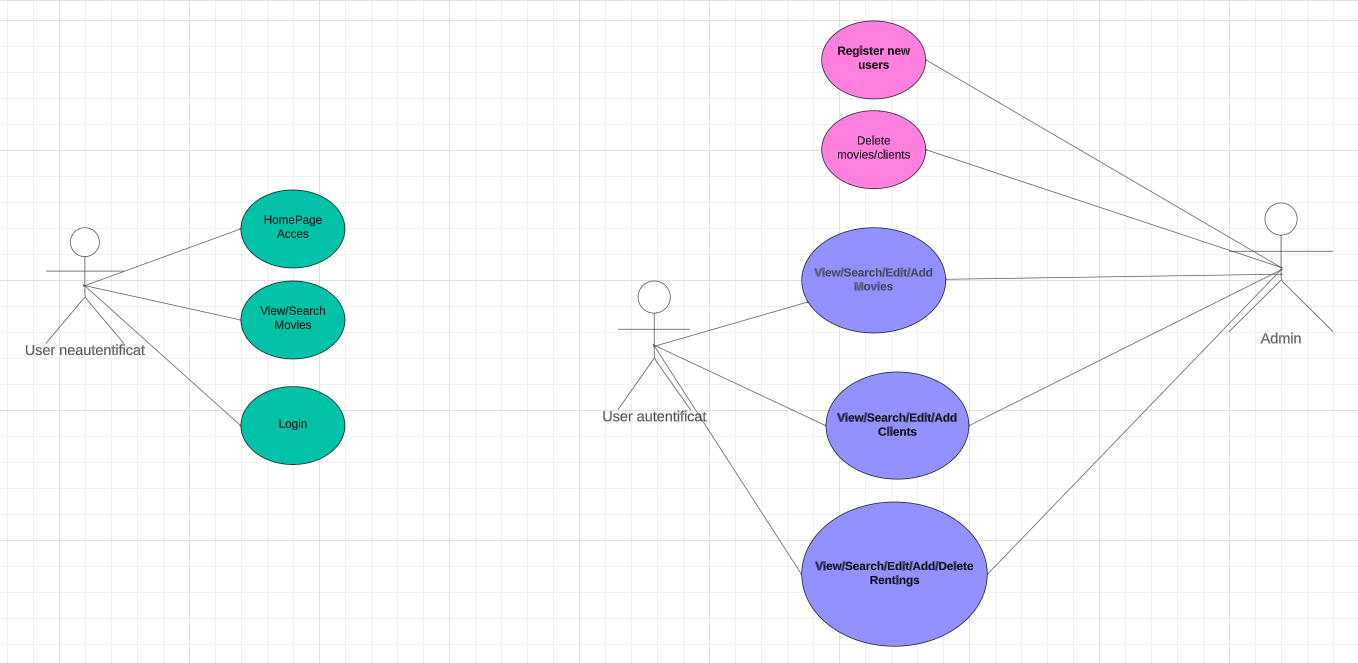 Register new
users
Delete
movies/clients
HomePage
Acces
View/Search
Movies
Login
User neautentificat
View/Search/Edit/Add
Movies
View/Search/Edit/Add
Clients
View/Search/Edit/Add/Delete
Rentings
User autentificat
Admin